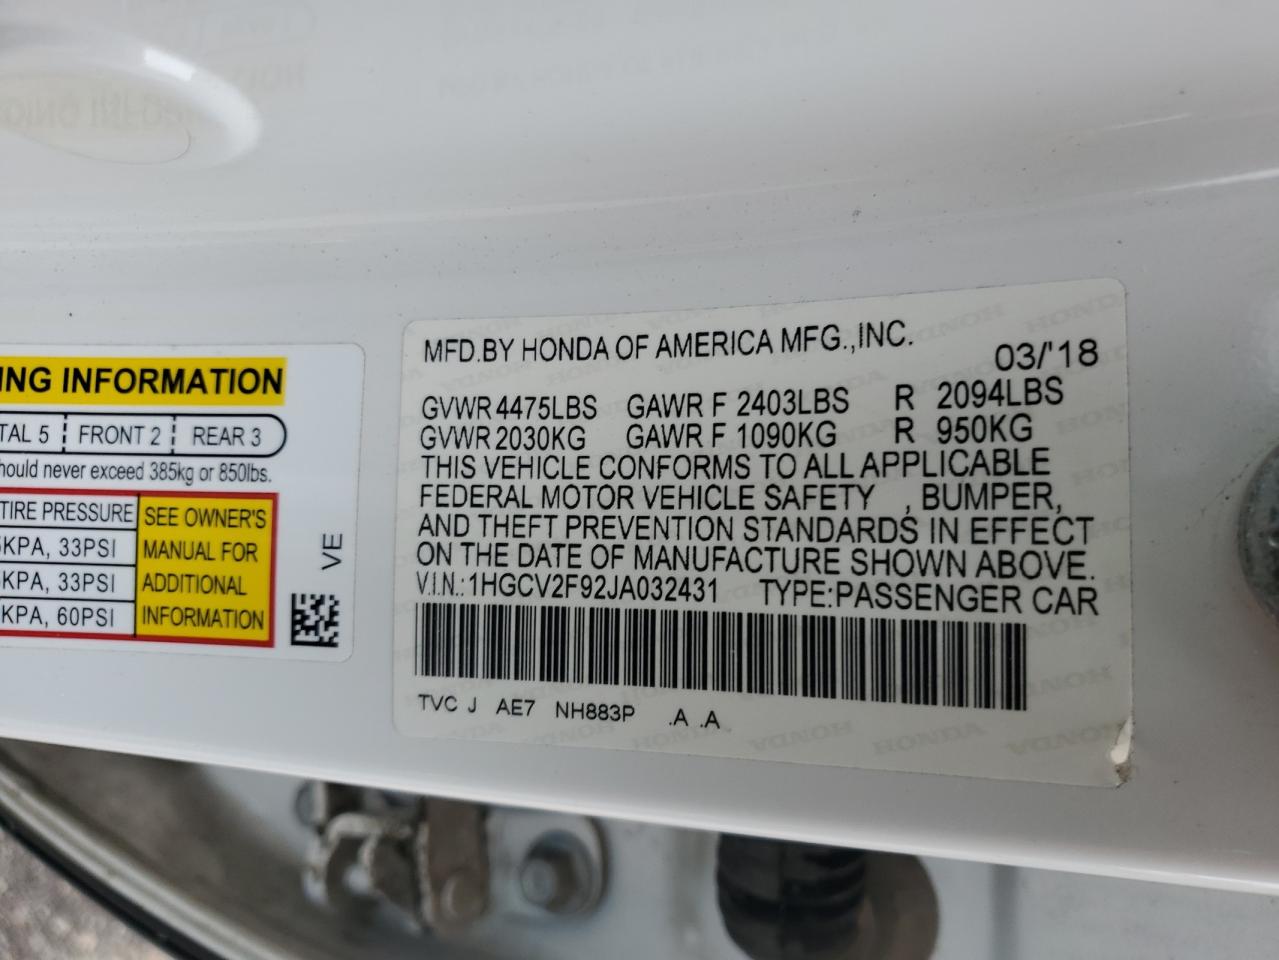 ING INFORMATION
TAL 5 FRONT 2 REAR 3
hould never exceed 385kg or 850lbs.
TIRE PRESSURE
KPA, 33PSI
KPA, 33PSI
KPA, 60PSI
SEE OWNER'S
MANUAL FOR
ADDITIONAL
INFORMATION
VE
MFD.BY HONDA OF AMERICA MFG.,INC.
03/'18
GVWR 4475LBS GAWR F 2403LBS R 2094LBS
GVWR 2030KG GAWR F 1090KG R 950KG
THIS VEHICLE CONFORMS TO ALL APPLICABLE
FEDERAL MOTOR VEHICLE SAFETY , BUMPER,
AND THEFT PREVENTION STANDARDS IN EFFECT
ON THE DATE OF MANUFACTURE SHOWN ABOVE.
V.I.N.:1HGCV2F92JA032431 TYPE:PASSENGER CAR
TVC J AE7 NH883P .A .A
HONDA